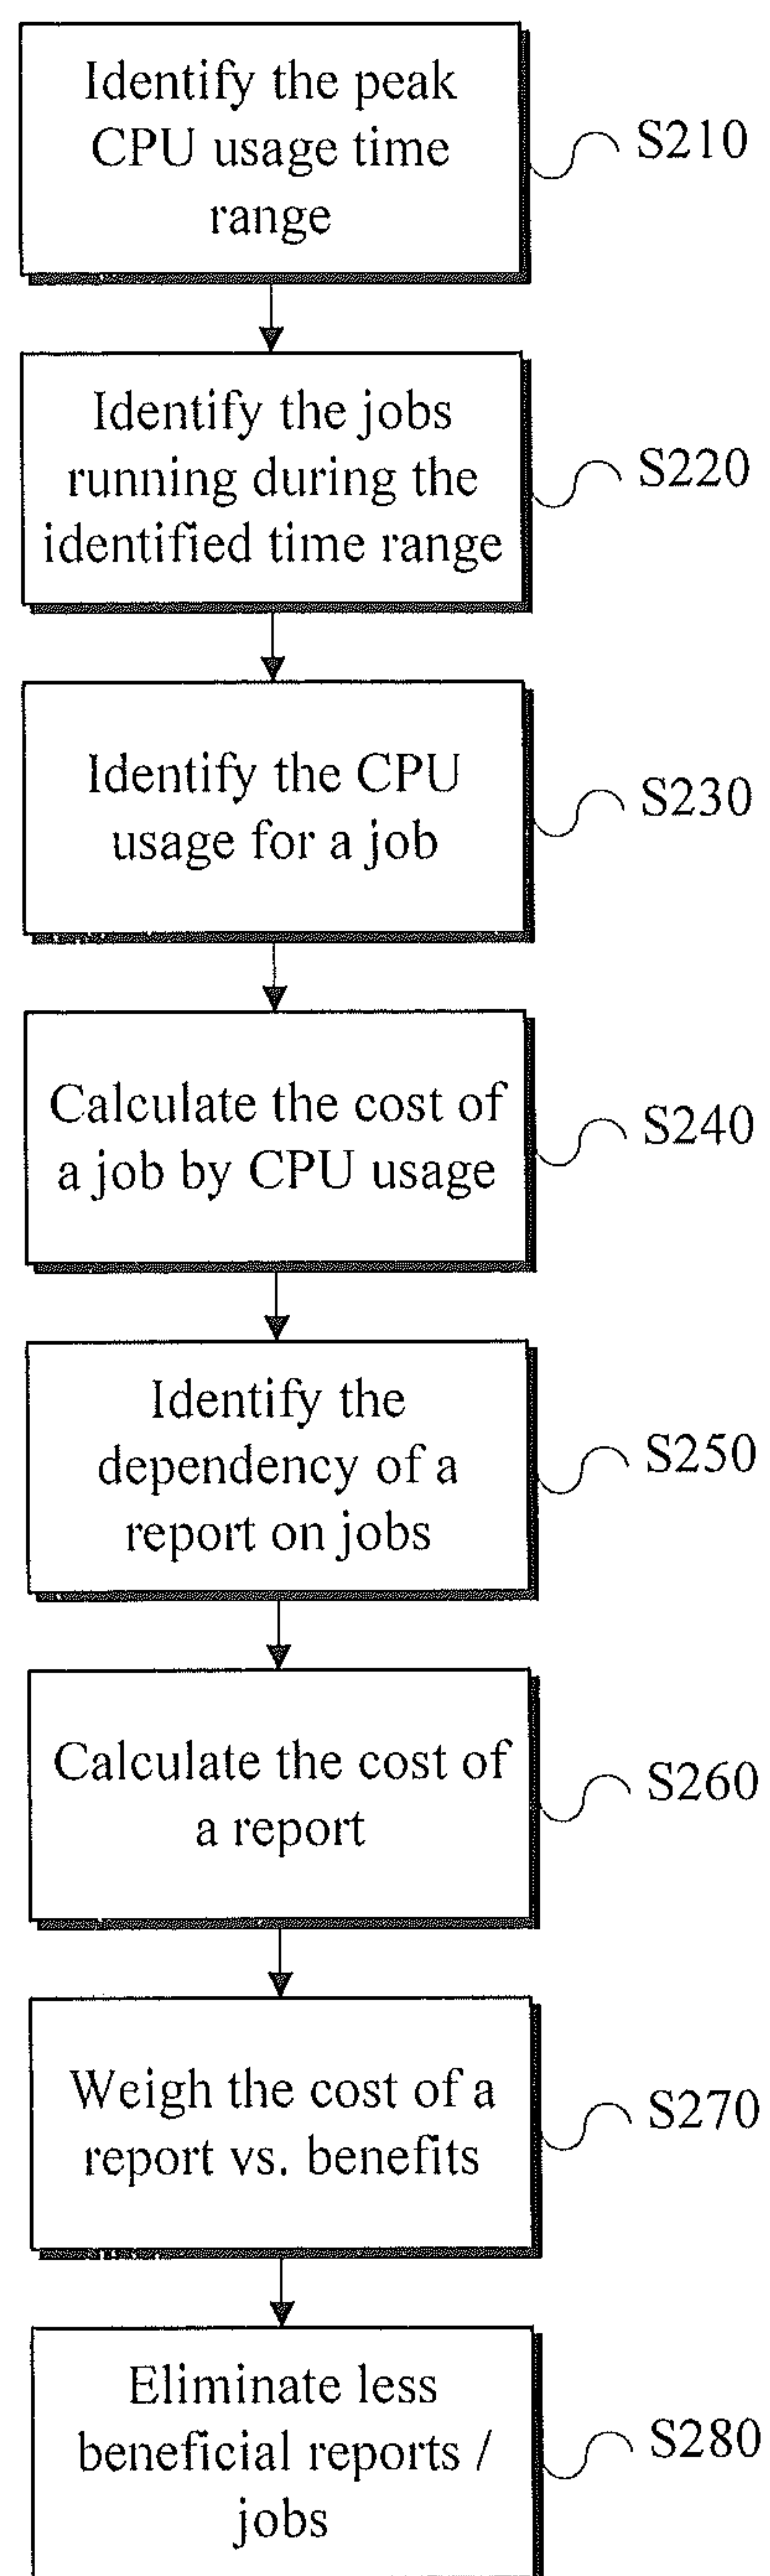 Identify the peak
CPU usage time
range
S210
Identify the jobs
running during the
identified time range
S220
Identify the CPU
usage for a job
S230
Calculate the cost of
a job by CPU usage
S240
Identify the
dependency of a
report on jobs
S250
Calculate the cost of
a report
S260
Weigh the cost of a
report vs. benefits
S270
Eliminate less
beneficial reports /
jobs
S280